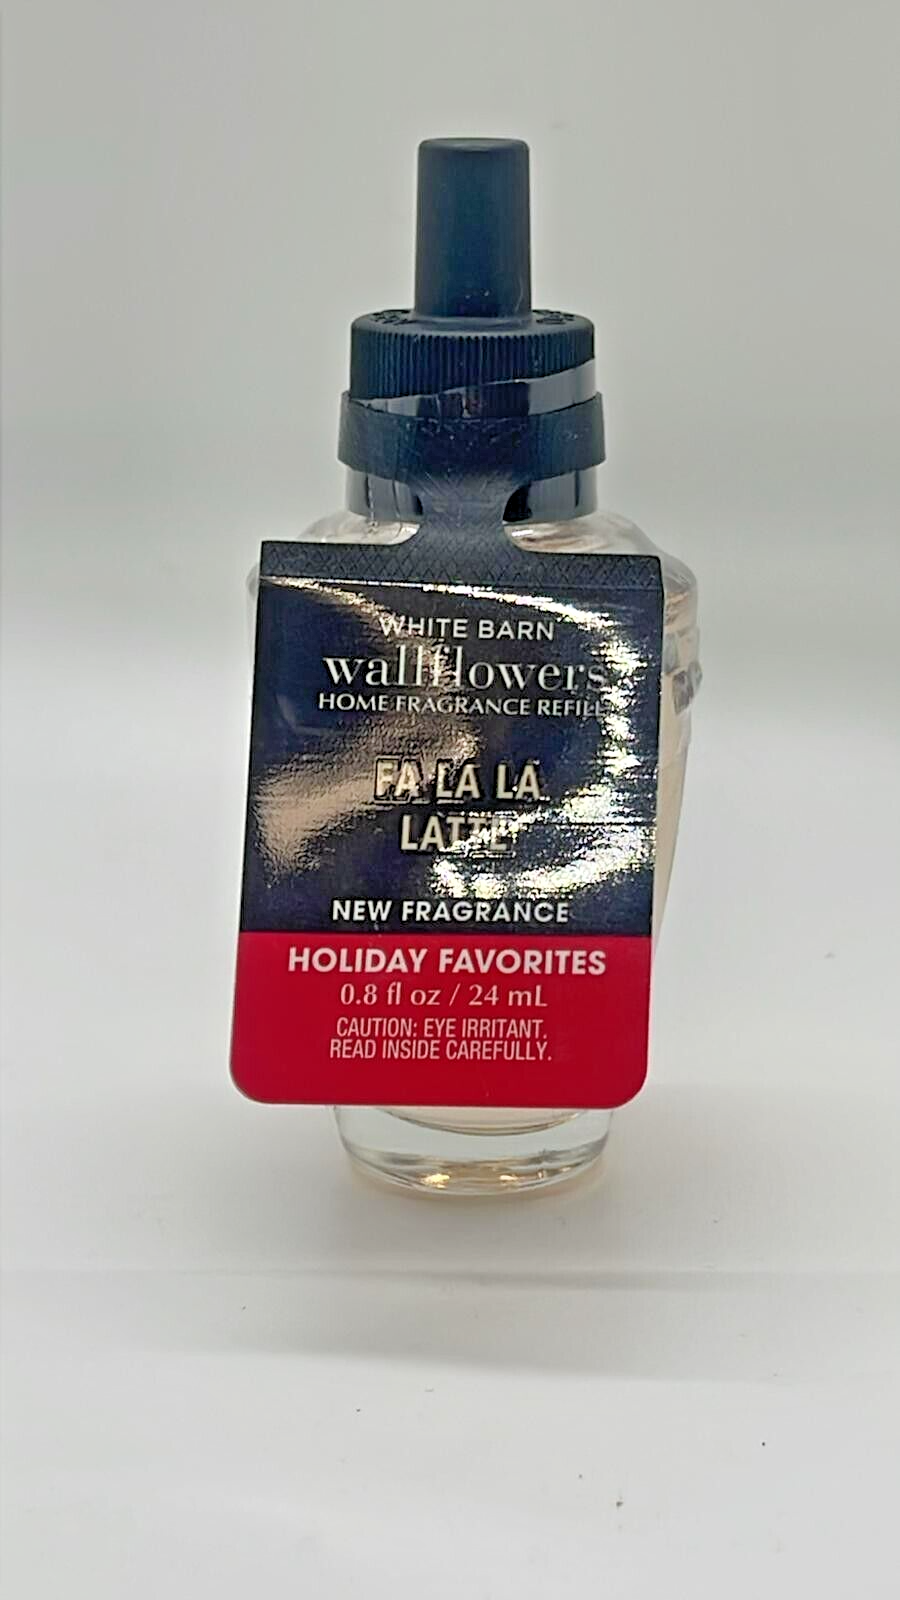 WHITE BARN
wallflowers
HOME FRAGRANCE REFILL
FA LA LA
LATTE
NEW FRAGRANCE
HOLIDAY FAVORITES
0.8 fl oz / 24 mL
CAUTION: EYE IRRITANT.
READ INSIDE CAREFULLY.